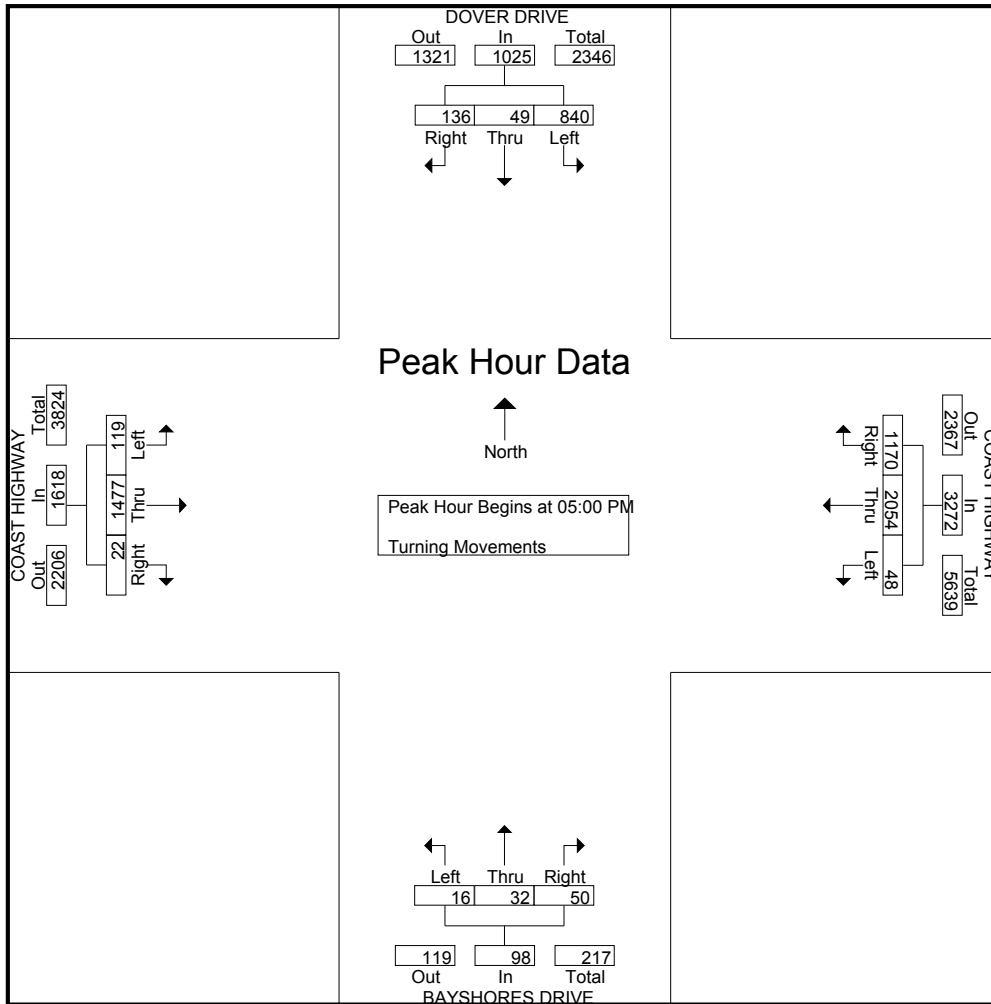 DOVER DRIVE
Out In Total
1321 1025 2346
136 49 840
Right Thru Left
Peak Hour Data
North
Peak Hour Begins at 05:00 PM
Turning Movements
COAST HIGHWAY
Out In Total
2206 1618 3824
22 1477 119
Right Thru Left
COAST HIGHWAY
Out In Total
2367 3272 5639
1170 2054 48
Right Thru Left
Left Thru Right
16 32 50
119 98 217
Out In Total
BAYSHORES DRIVE